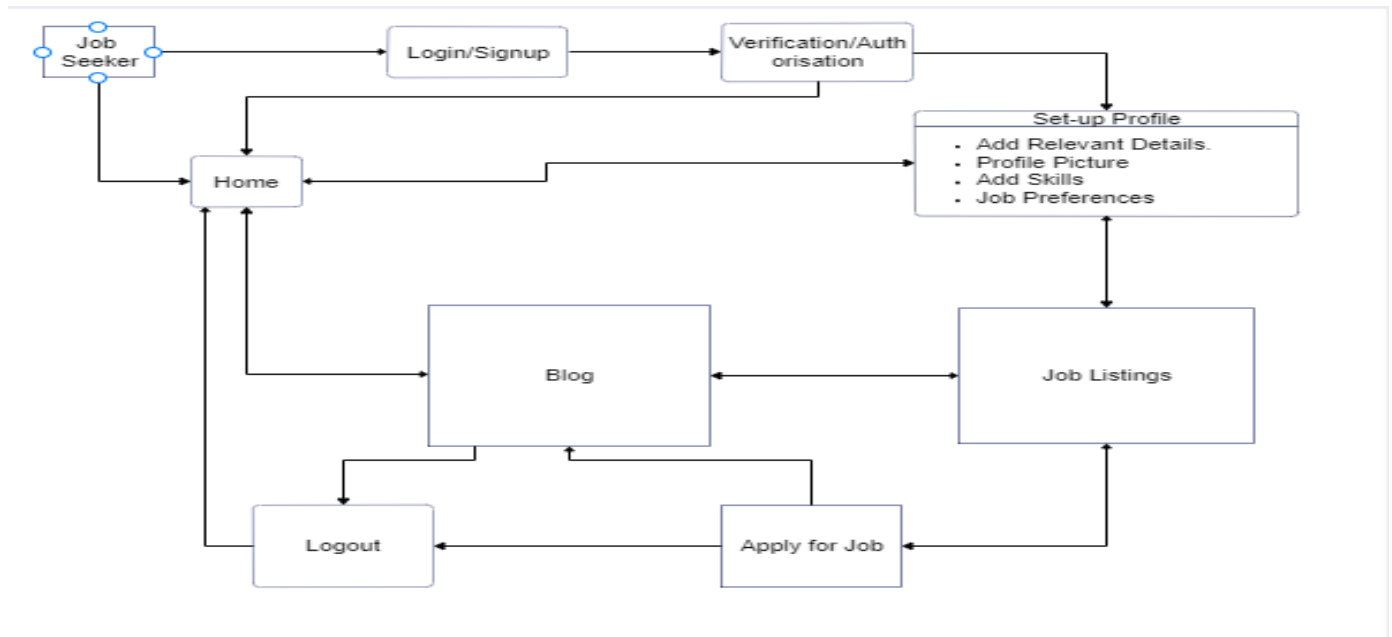 Job
Seeker
Login/Signup
Verification/Auth
orisation
Set-up Profile
Add Relevant Details.
Profile Picture
Add Skills
Job Preferences
Home
Blog
Job Listings
Logout
Apply for Job